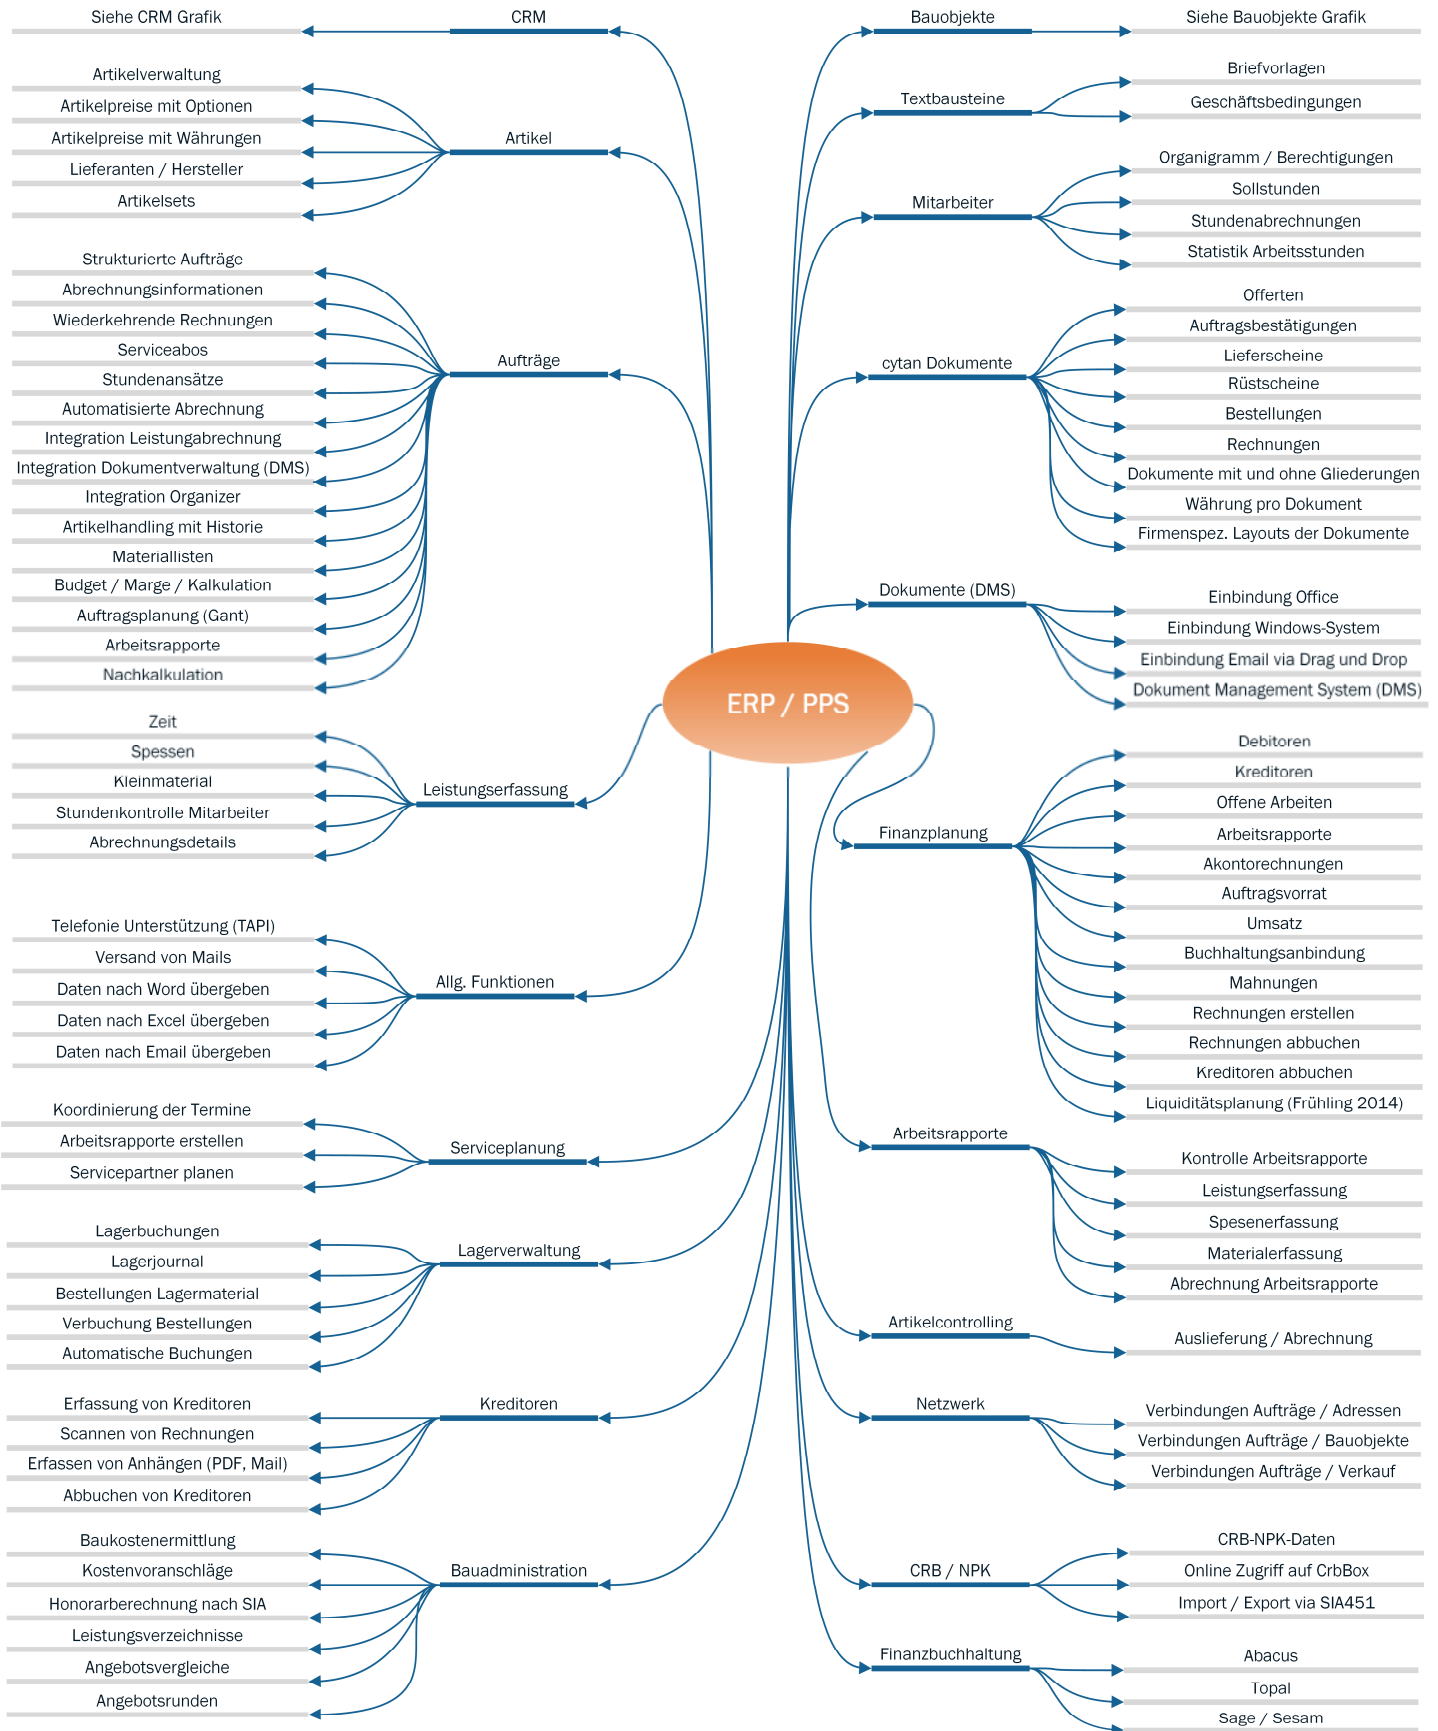 CRM
Siehe CRM Grafik
Artikel
Artikelverwaltung
Artikelpreise mit Optionen
Artikelpreise mit Währungen
Lieferanten / Hersteller
Artikelsets
Aufträge
Strukturierte Aufträge
Abrechnungsinformationen
Wiederkehrende Rechnungen
Serviceabos
Stundenansätze
Automatisierte Abrechnung
Integration Leistungabrechnung
Integration Dokumentverwaltung (DMS)
Integration Organizer
Artikelhandling mit Historie
Materiallisten
Budget / Marge / Kalkulation
Auftragsplanung (Gant)
Arbeitsrapporte
Nachkalkulation
Leistungserfassung
Zeit
Spessen
Kleinmaterial
Stundenkontrolle Mitarbeiter
Abrechnungsdetails
Allg. Funktionen
Telefonie Unterstützung (TAPI)
Versand von Mails
Daten nach Word übergeben
Daten nach Excel übergeben
Daten nach Email übergeben
Serviceplanung
Koordinierung der Termine
Arbeitsrapporte erstellen
Servicepartner planen
Lagerverwaltung
Lagerbuchungen
Lagerjournal
Bestellungen Lagermaterial
Verbuchung Bestellungen
Automatische Buchungen
Kreditoren
Erfassung von Kreditoren
Scannen von Rechnungen
Erfassen von Anhängen (PDF, Mail)
Abbuchen von Kreditoren
Bauadministration
Baukostenermittlung
Kostenvoranschläge
Honorarberechnung nach SIA
Leistungsverzeichnisse
Angebotsvergleiche
Angebotsrunden
ERP / PPS
Bauobjekte
Siehe Bauobjekte Grafik
Textbausteine
Briefvorlagen
Geschäftsbedingungen
Mitarbeiter
Organigramm / Berechtigungen
Sollstunden
Stundenabrechnungen
Statistik Arbeitsstunden
cytan Dokumente
Offerten
Auftragsbestätigungen
Lieferscheine
Rüstscheine
Bestellungen
Rechnungen
Dokumente mit und ohne Gliederungen
Währung pro Dokument
Firmenspez. Layouts der Dokumente
Dokumente (DMS)
Einbindung Office
Einbindung Windows-System
Einbindung Email via Drag und Drop
Dokument Management System (DMS)
Finanzplanung
Debitoren
Kreditoren
Offene Arbeiten
Arbeitsrapporte
Akontorechnungen
Auftragsvorrat
Umsatz
Buchhaltungsanbindung
Mahnungen
Rechnungen erstellen
Rechnungen abbuchen
Kreditoren abbuchen
Liquiditätsplanung (Frühling 2014)
Arbeitsrapporte
Kontrolle Arbeitsrapporte
Leistungserfassung
Spesenerfassung
Materialerfassung
Abrechnung Arbeitsrapporte
Artikelcontrolling
Auslieferung / Abrechnung
Netzwerk
Verbindungen Aufträge / Adressen
Verbindungen Aufträge / Bauobjekte
Verbindungen Aufträge / Verkauf
CRB / NPK
CRB-NPK-Daten
Online Zugriff auf CrbBox
Import / Export via SIA451
Finanzbuchhaltung
Abacus
Topal
Sage / Sesam